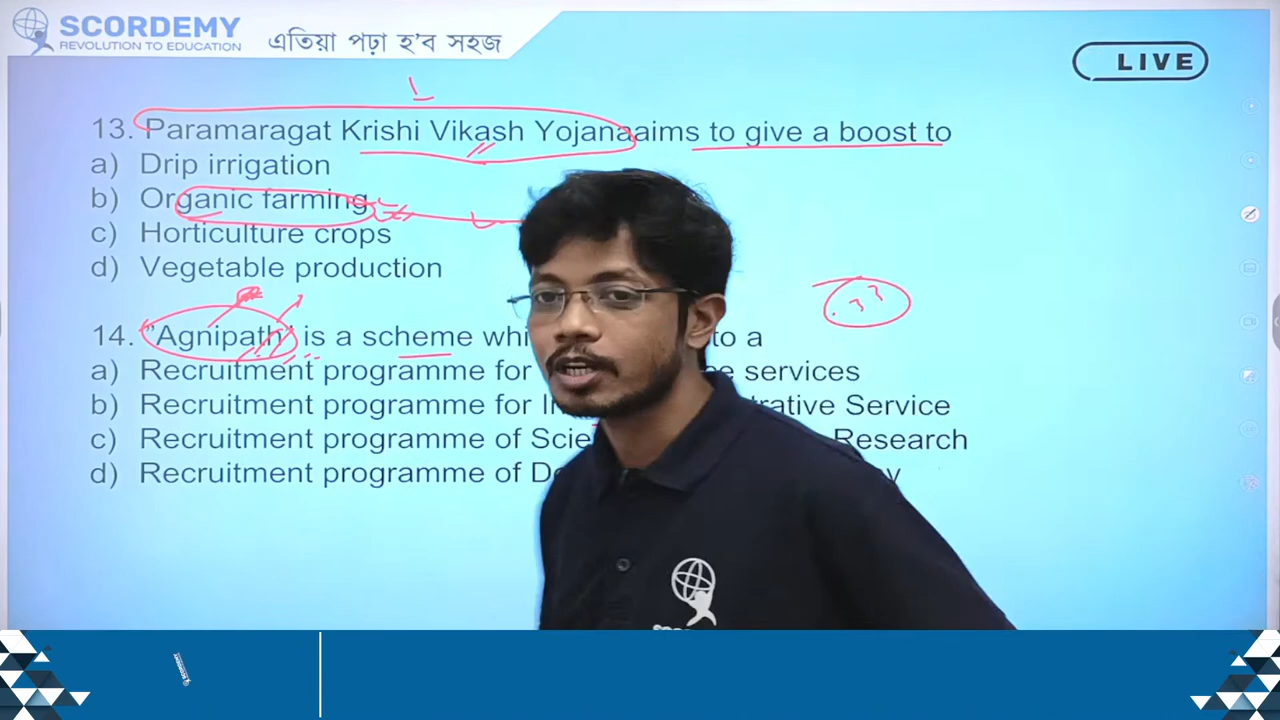 SCORDEMY
REVOLUTION TO EDUCATION
এতিয়া পঢ়া হ'ব সহজ
LIVE
13. Paramaragat Krishi Vikash Yojanaaims to give a boost to
a) Drip irrigation
b) Organic farming
c) Horticulture crops
d) Vegetable production
14. "Agnipath" is a scheme to a
a) Recruitment programme for services
b) Recruitment programme for Service
c) Recruitment programme of Research
d) Recruitment programme of